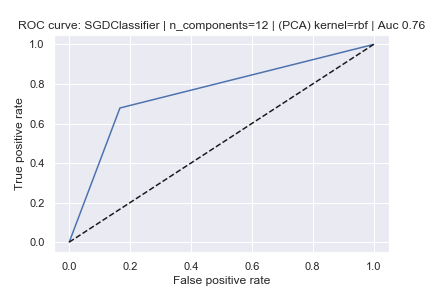 ROC curve: SGDClassifier | n_components=12 | (PCA) kernel=rbf | Auc 0.76
1.0
0.8
0.6
0.4
0.2
0.0
True positive rate
0.0 0.2 0.4 0.6 0.8 1.0
False positive rate